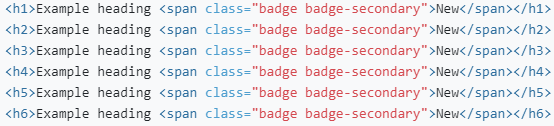 <h1>Example heading <span class="badge badge-secondary">New</span></h1>
<h2>Example heading <span class="badge badge-secondary">New</span></h2>
<h3>Example heading <span class="badge badge-secondary">New</span></h3>
<h4>Example heading <span class="badge badge-secondary">New</span></h4>
<h5>Example heading <span class="badge badge-secondary">New</span></h5>
<h6>Example heading <span class="badge badge-secondary">New</span></h6>